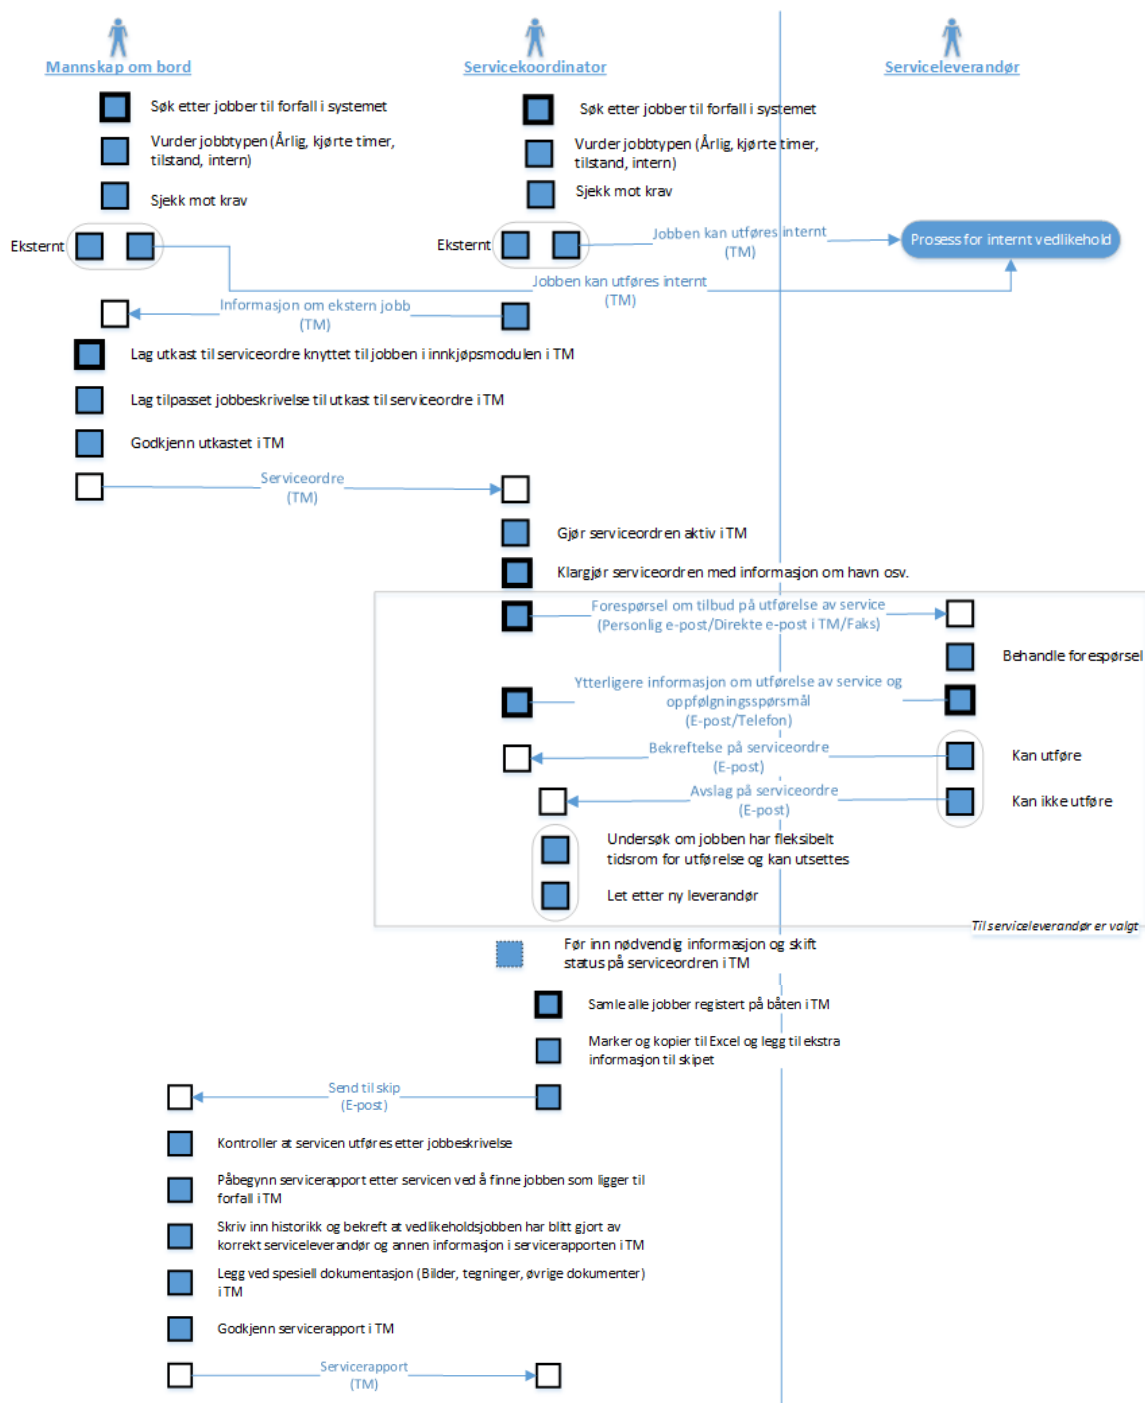 Mannskap om bord
Servicekoordinator
Serviceleverandør
Søk etter jobber til forfall i systemet
Søk etter jobber til forfall i systemet
Vurder jobbtypen (Årlig, kjørte timer,
tilstand, intern)
Vurder jobbtypen (Årlig, kjørte timer,
tilstand, intern)
Sjekk mot krav
Sjekk mot krav
Eksternt
Eksternt
Jobben kan utføres internt
(TM)
Prosess for internt vedlikehold
Jobben kan utføres internt
(TM)
Informasjon om ekstern jobb
(TM)
Lag utkast til serviceordre knyttet til jobben i innkjøpsmodulen i TM
Lag tilpasset jobbeskrivelse til utkast til serviceordre i TM
Godkjenn utkastet i TM
Serviceordre
(TM)
Gjør serviceordren aktiv i TM
Klargjør serviceordren med informasjon om havn osv.
Forespørsel om tilbud på utførelse av service
(Personlig e-post/Direkte e-post i TM/Faks)
Behandle forespørsel
Ytterligere informasjon om utførelse av service og
oppfølgningsspørsmål
(E-post/Telefon)
Bekreftelse på serviceordre
(E-post)
Kan utføre
Avslag på serviceordre
(E-post)
Kan ikke utføre
Undersøk om jobben har fleksibelt
tidsrom for utførelse og kan utsettes
Let etter ny leverandør
Til serviceleverandør er valgt
Før inn nødvendig informasjon og skift
status på serviceordren i TM
Samle alle jobber registert på båten i TM
Marker og kopier til Excel og legg til ekstra
informasjon til skipet
Send til skip
(E-post)
Kontroller at servicen utføres etter jobbeskrivelse
Påbegynn servicerapport etter servicen ved å finne jobben som ligger til
forfall i TM
Skriv inn historikk og bekreft at vedlikeholdsjobben har blitt gjort av
korrekt serviceleverandør og annen informasjon i servicerapporten i TM
Legg ved spesiell dokumentasjon (Bilder, tegninger, øvrige dokumenter)
i TM
Godkjenn servicerapport i TM
Servicerapport
(TM)